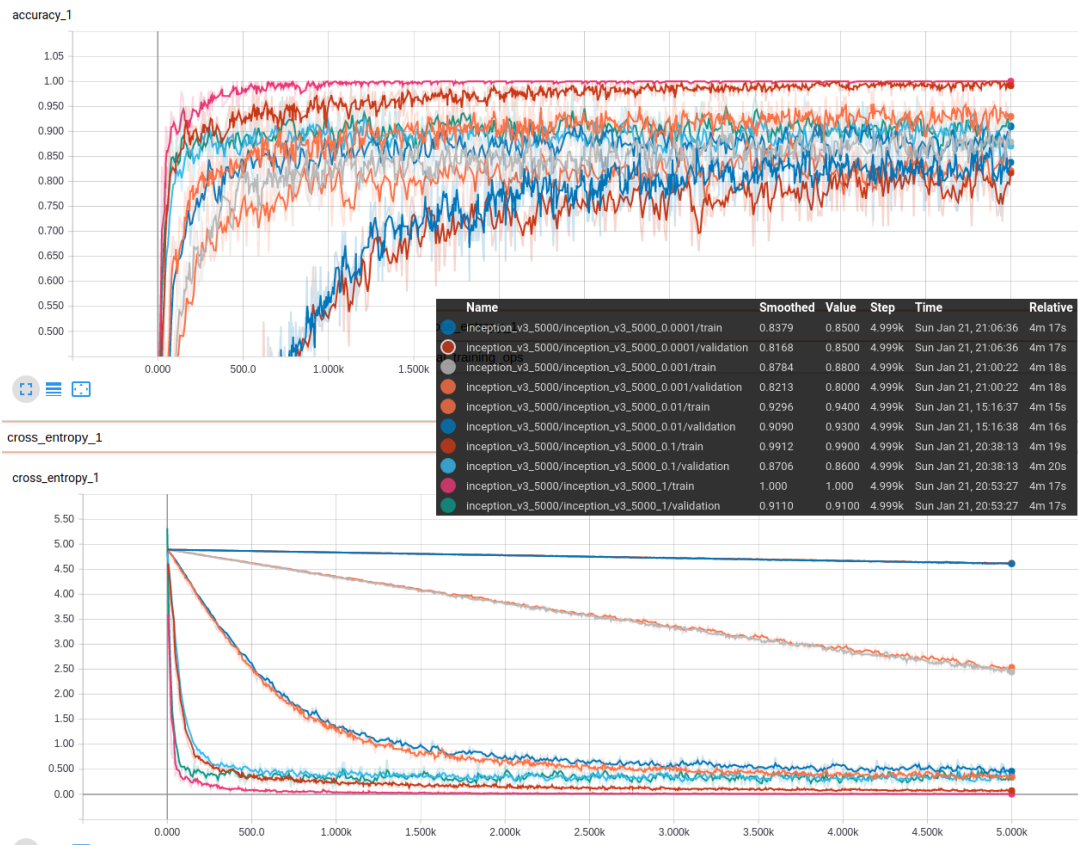 accuracy_1
1.05
1.00
0.950
0.900
0.850
0.800
0.750
0.700
0.650
0.600
0.550
0.500
0.000 500.0 1.000k 1.500k
Name Smoothed Value Step Time Relative
inception_v3_5000/inception_v3_5000_0.0001/train 0.8379 0.8500 4.999k Sun Jan 21, 21:06:36 4m 17s
inception_v3_5000/inception_v3_5000_0.0001/validation 0.8168 0.8500 4.999k Sun Jan 21, 21:06:36 4m 17s
inception_v3_5000/inception_v3_5000_0.001/train 0.8784 0.8800 4.999k Sun Jan 21, 21:00:22 4m 18s
inception_v3_5000/inception_v3_5000_0.001/validation 0.8213 0.8000 4.999k Sun Jan 21, 21:00:22 4m 18s
inception_v3_5000/inception_v3_5000_0.01/train 0.9296 0.9400 4.999k Sun Jan 21, 15:16:37 4m 15s
inception_v3_5000/inception_v3_5000_0.01/validation 0.9090 0.9300 4.999k Sun Jan 21, 15:16:38 4m 16s
inception_v3_5000/inception_v3_5000_0.1/train 0.9912 0.9900 4.999k Sun Jan 21, 20:38:13 4m 19s
inception_v3_5000/inception_v3_5000_0.1/validation 0.8706 0.8600 4.999k Sun Jan 21, 20:38:13 4m 20s
inception_v3_5000/inception_v3_5000_1/train 1.000 1.000 4.999k Sun Jan 21, 20:53:27 4m 17s
inception_v3_5000/inception_v3_5000_1/validation 0.9110 0.9100 4.999k Sun Jan 21, 20:53:27 4m 17s
cross_entropy_1
cross_entropy_1
5.50
5.00
4.50
4.00
3.50
3.00
2.50
2.00
1.50
1.00
0.500
0.00
0.000 500.0 1.000k 1.500k 2.000k 2.500k 3.000k 3.500k 4.000k 4.500k 5.000k